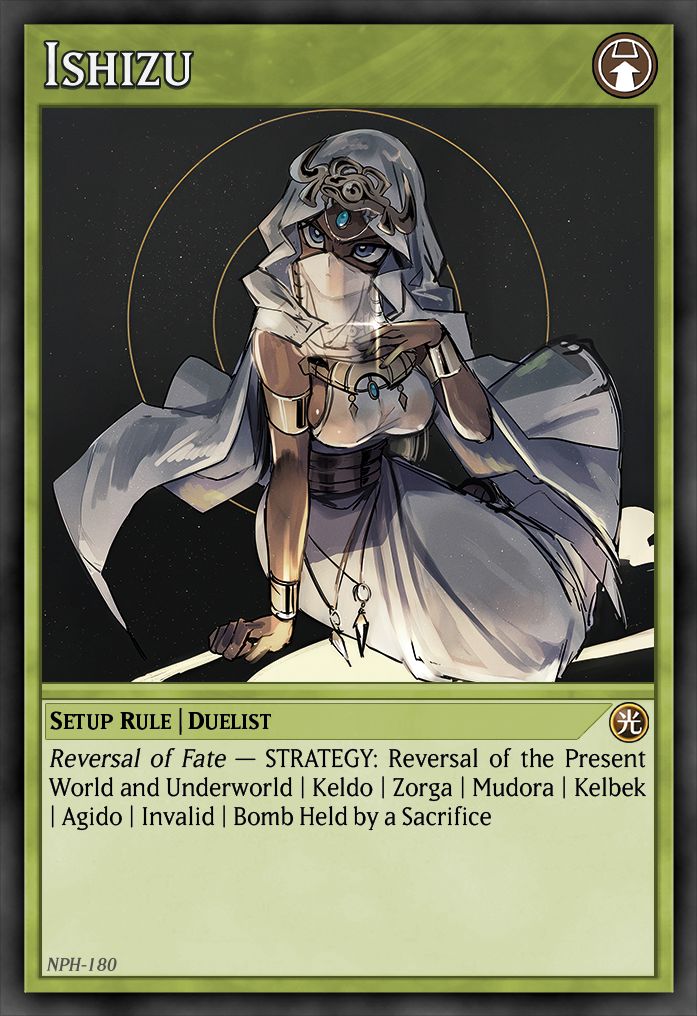 Ishizu
Setup Rule | Duelist
光
Reversal of Fate — STRATEGY: Reversal of the Present
World and Underworld | Keldo | Zorga | Mudora | Kelbek
| Agido | Invalid | Bomb Held by a Sacrifice
NPH-180